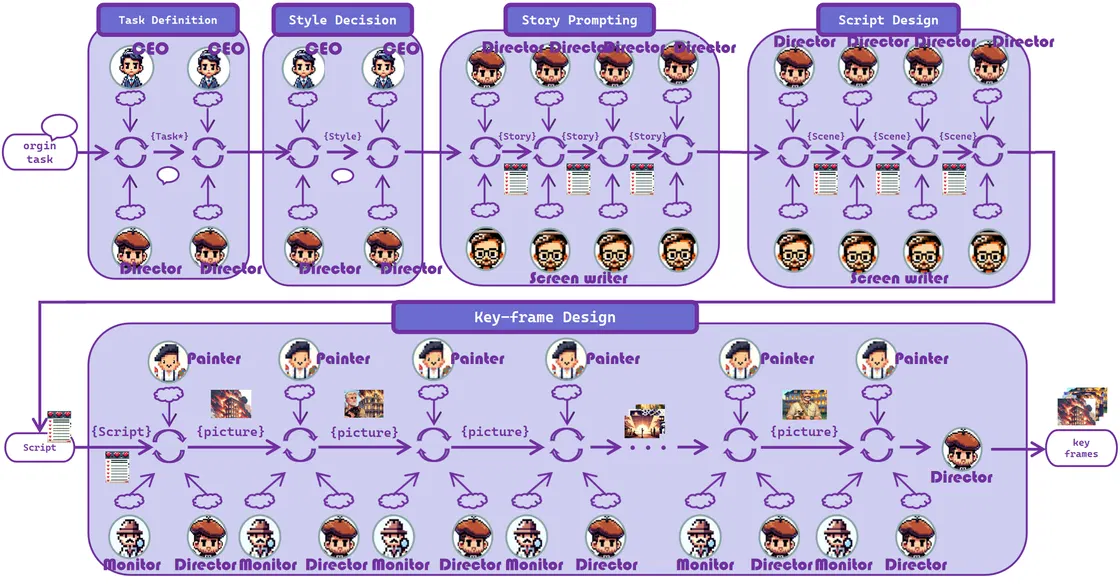 Task Definition
Style Decision
Story Prompting
Script Design
CEO
CEO
CEO
CEO
Director
Director
Director
Director
Director
Director
Director
Director
orgin
task
{Task*}
{Style}
{Story}
{Story}
{Story}
{Scene}
{Scene}
{Scene}
Director
Director
Director
Director
Screen writer
Screen writer
Key-frame Design
Painter
Painter
Painter
Painter
Painter
Painter
{Script}
{picture}
{picture}
{picture}
. . .
{picture}
Script
key
frames
Director
Monitor
Director
Monitor
Director
Monitor
Director
Monitor
Director
Monitor
Director
Monitor
Director